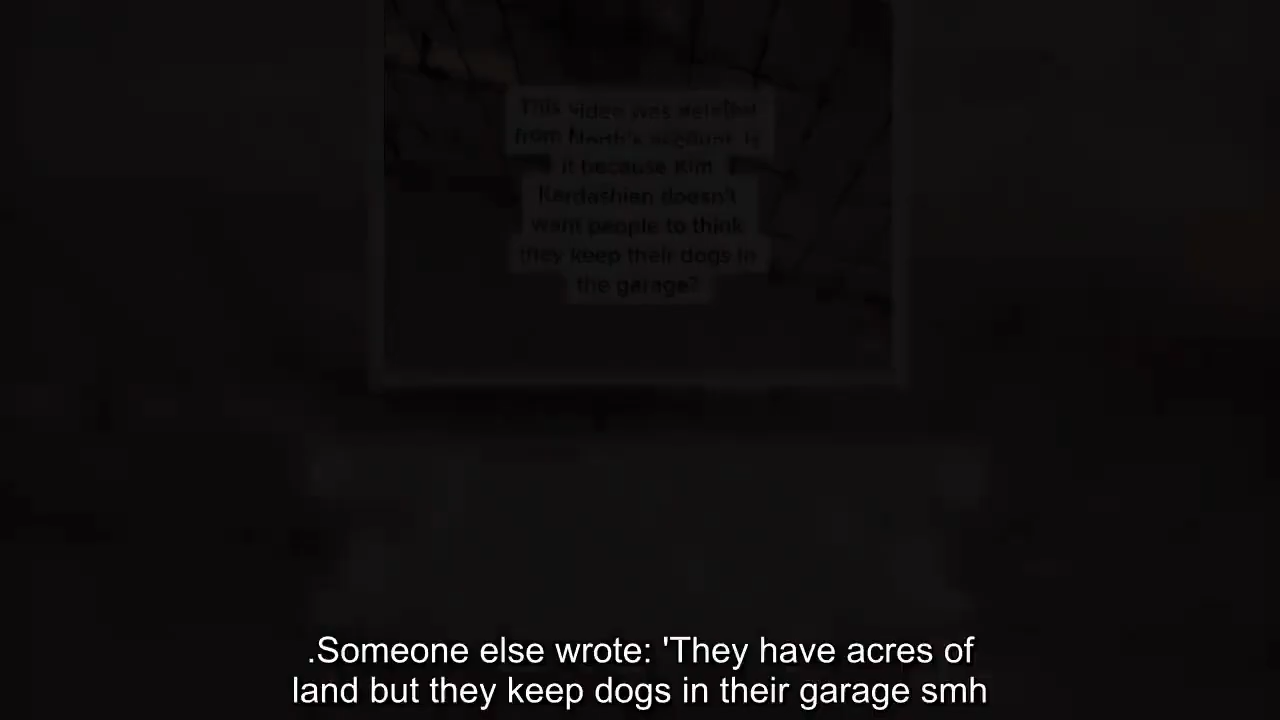 This video was deleted
from North's account. Is
it because Kim
Kardashian doesn't
want people to think
they keep their dogs in
the garage?
.Someone else wrote: 'They have acres of
land but they keep dogs in their garage smh